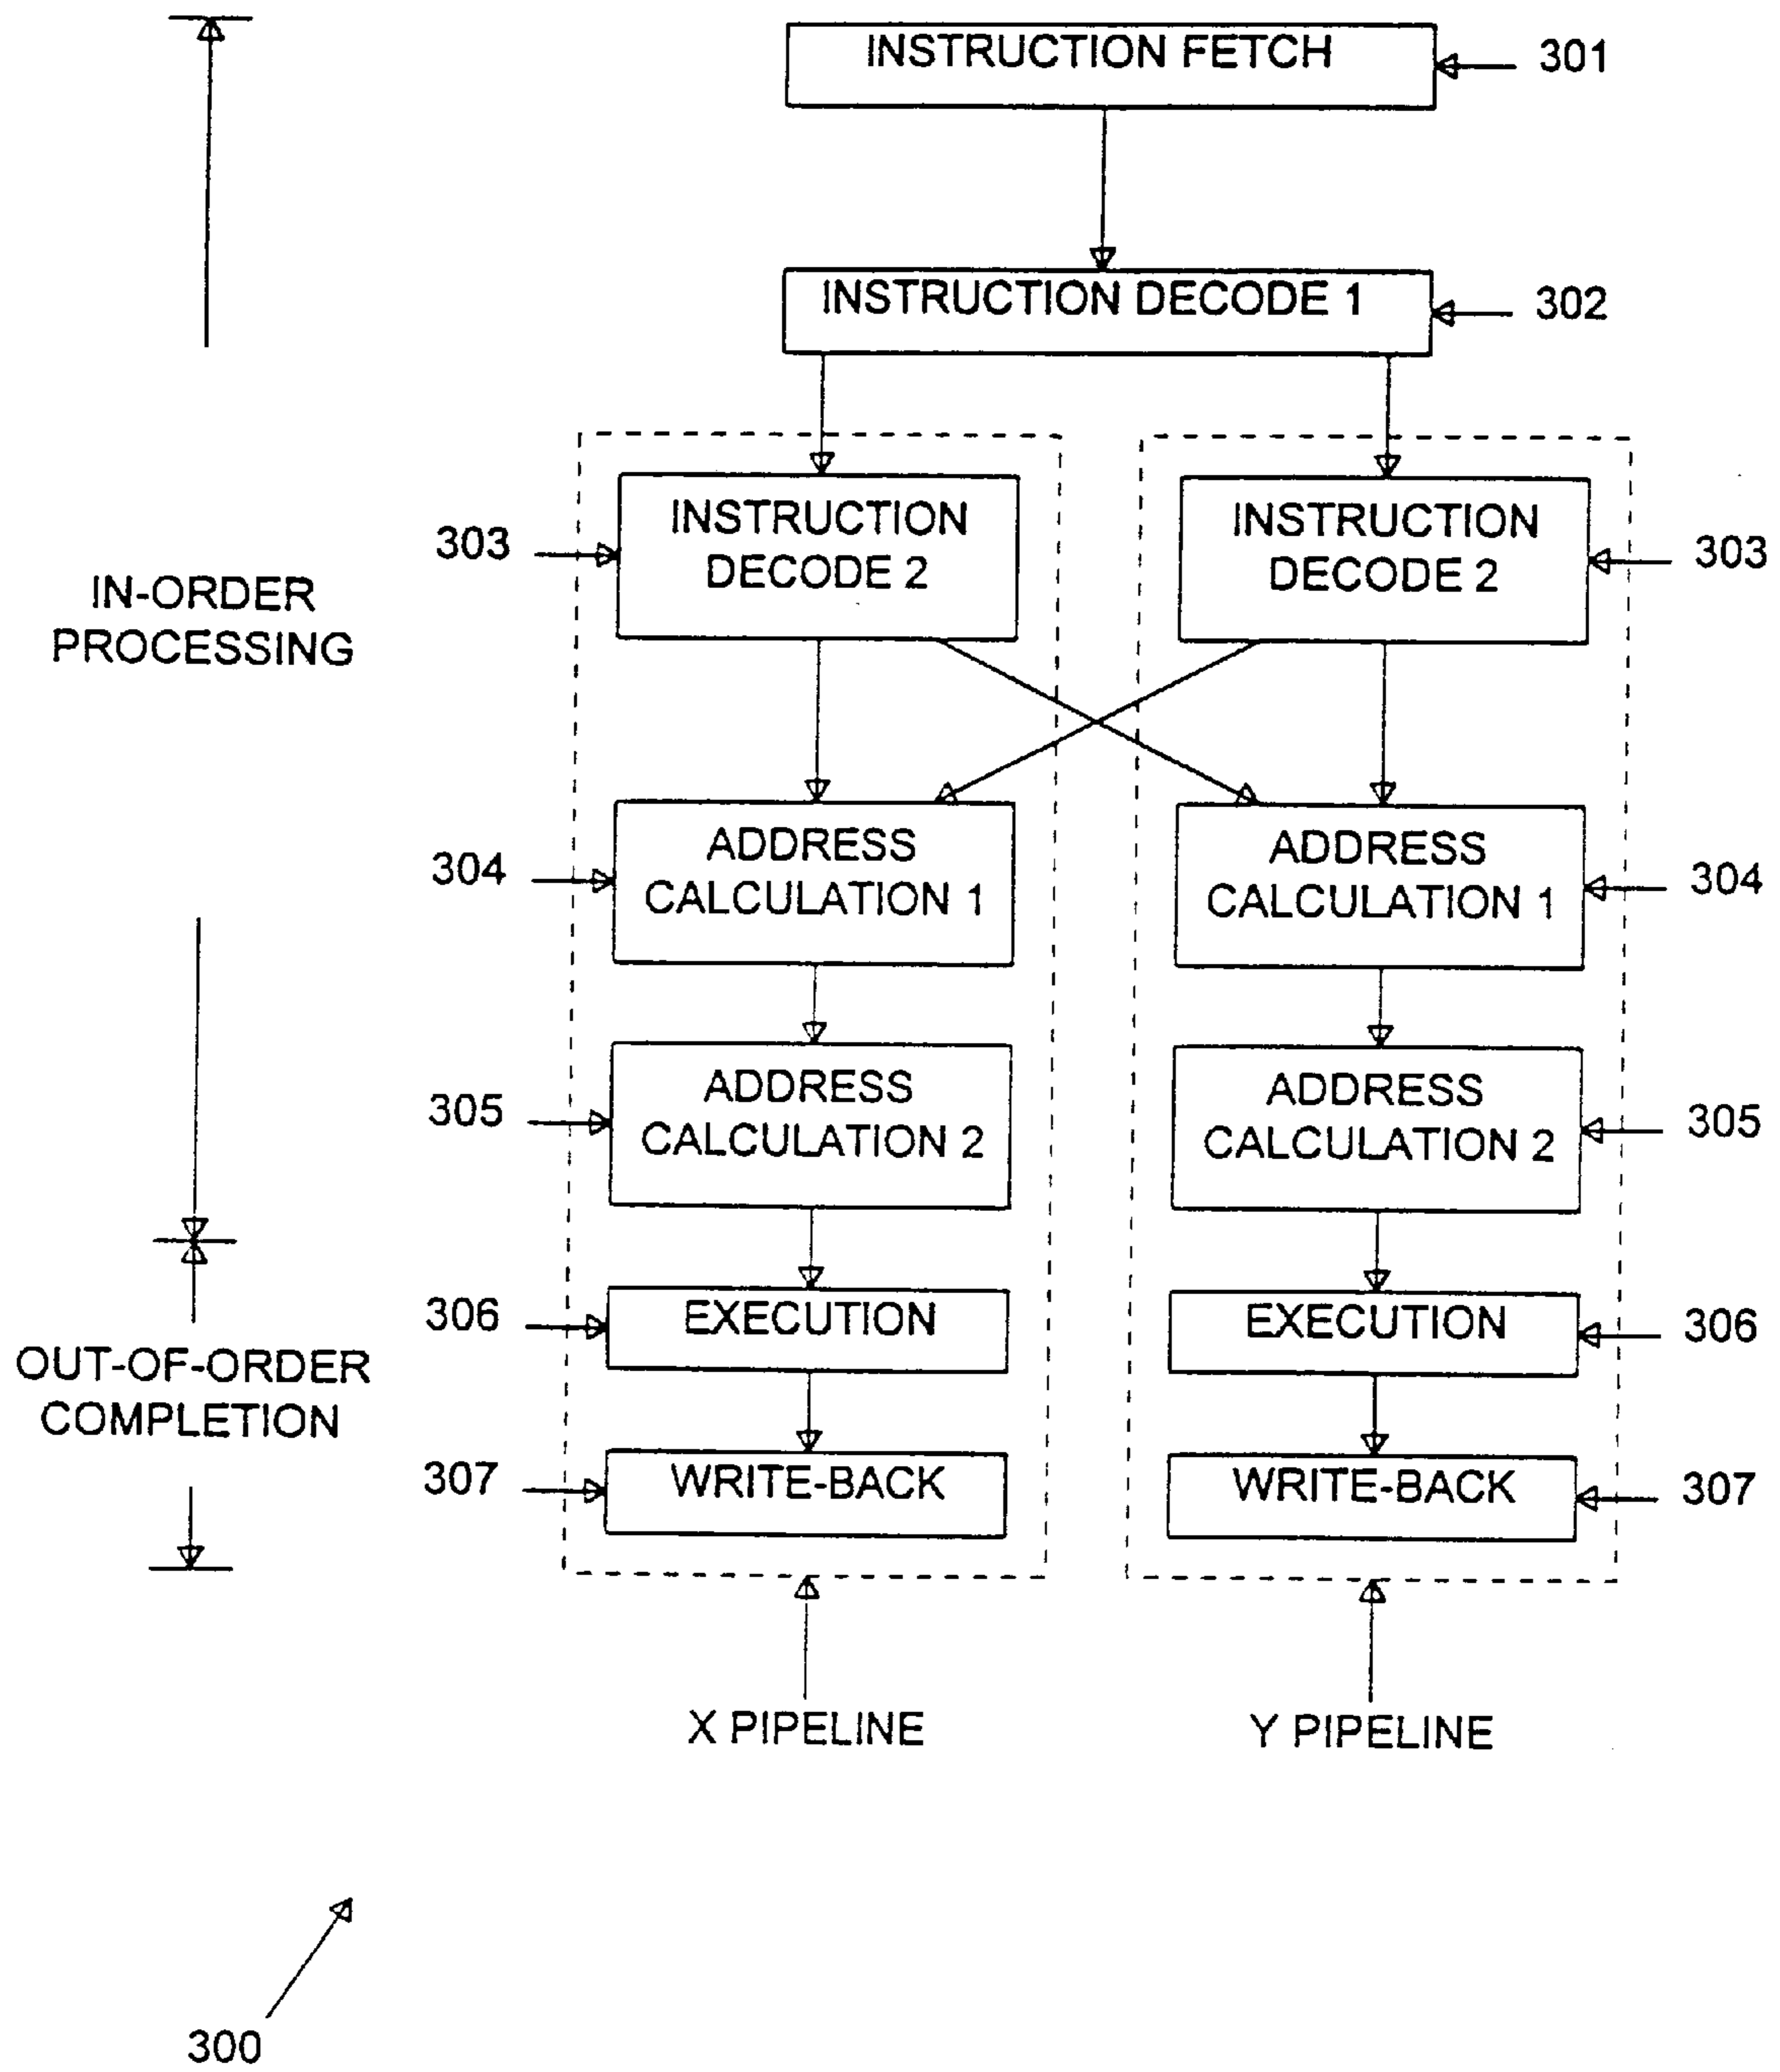 INSTRUCTION FETCH
301
INSTRUCTION DECODE 1
302
303
INSTRUCTION
DECODE 2
INSTRUCTION
DECODE 2
303
IN-ORDER
PROCESSING
304
ADDRESS
CALCULATION 1
ADDRESS
CALCULATION 1
304
305
ADDRESS
CALCULATION 2
ADDRESS
CALCULATION 2
305
306
EXECUTION
EXECUTION
306
OUT-OF-ORDER
COMPLETION
307
WRITE-BACK
WRITE-BACK
307
X PIPELINE
Y PIPELINE
300